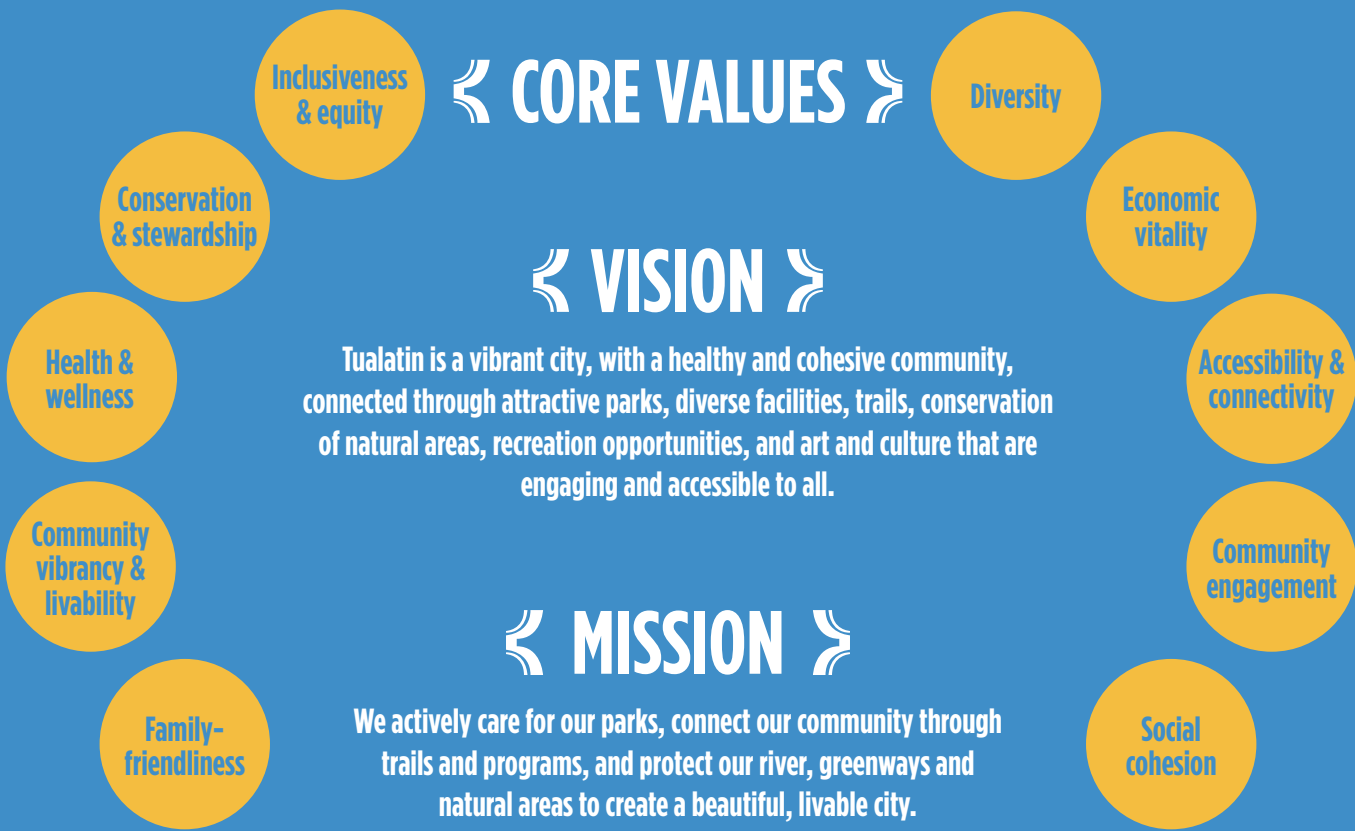 CORE VALUES
Inclusiveness
& equity
Conservation
& stewardship
Health &
wellness
Community
vibrancy &
livability
Family-
friendliness
Diversity
Economic
vitality
Accessibility &
connectivity
Community
engagement
Social
cohesion
VISION
Tualatin is a vibrant city, with a healthy and cohesive community,
connected through attractive parks, diverse facilities, trails, conservation
of natural areas, recreation opportunities, and art and culture that are
engaging and accessible to all.
MISSION
We actively care for our parks, connect our community through
trails and programs, and protect our river, greenways and
natural areas to create a beautiful, livable city.